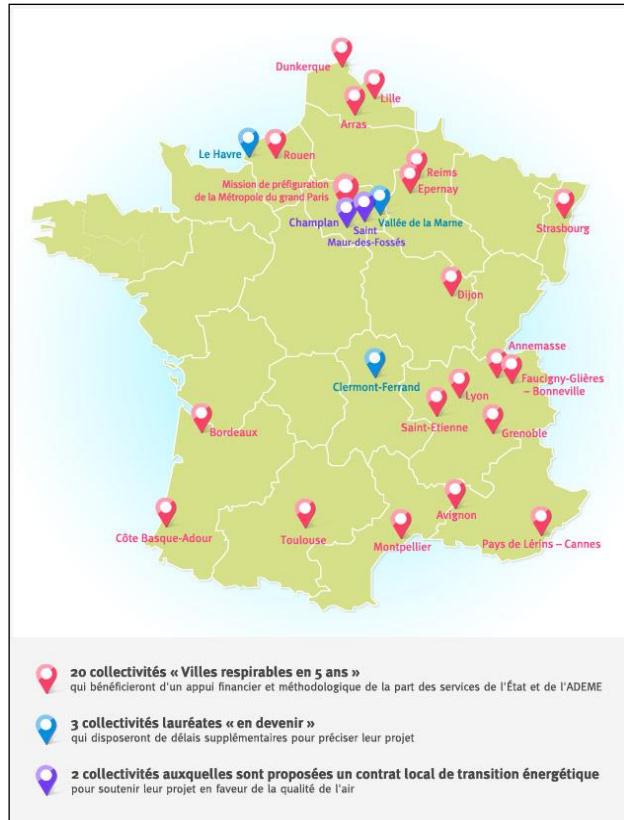 Dunkerque
Lille
Arras
Le Havre
Rouen
Reims
Epernay
Mission de préfiguration
de la Métropole du grand Paris
Champlan
Saint
Maur-des-Fossés
Vallée de la Marne
Strasbourg
Dijon
Annemasse
Clermont-Ferrand
Faucigny-Glières
– Bonneville
Lyon
Saint-Etienne
Grenoble
Bordeaux
Avignon
Côte Basque-Adour
Toulouse
Montpellier
Pays de Lérins – Cannes
20 collectivités « Villes respirables en 5 ans »
qui bénéficieront d'un appui financier et méthodologique de la part des services de l'État et de l'ADEME
3 collectivités lauréates « en devenir »
qui disposeront de délais supplémentaires pour préciser leur projet
2 collectivités auxquelles sont proposées un contrat local de transition énergétique
pour soutenir leur projet en faveur de la qualité de l'air